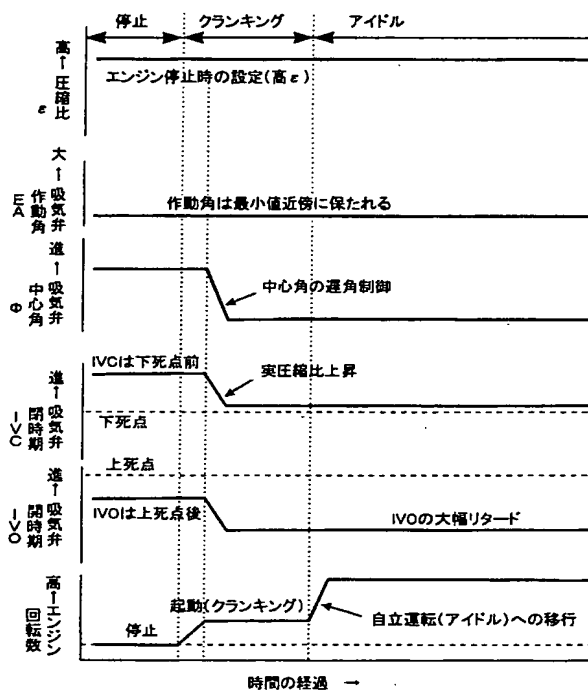 停止
クランキング
アイドル
高←圧縮比
ε
エンジン停止時の設定(高ε)
大←吸気弁
作動角
EA
作動角は最小値近傍に保たれる
進←吸気弁
中心角
Φ
中心角の遅角制御
進←吸気弁
閉時期
IVC
IVCは下死点前
実圧縮比上昇
下死点
上死点
進←吸気弁
開時期
IVO
IVOは上死点後
IVOの大幅リタード
高←エンジン
回転数
起動(クランキング)
停止
自立運転(アイドル)への移行
時間の経過 →